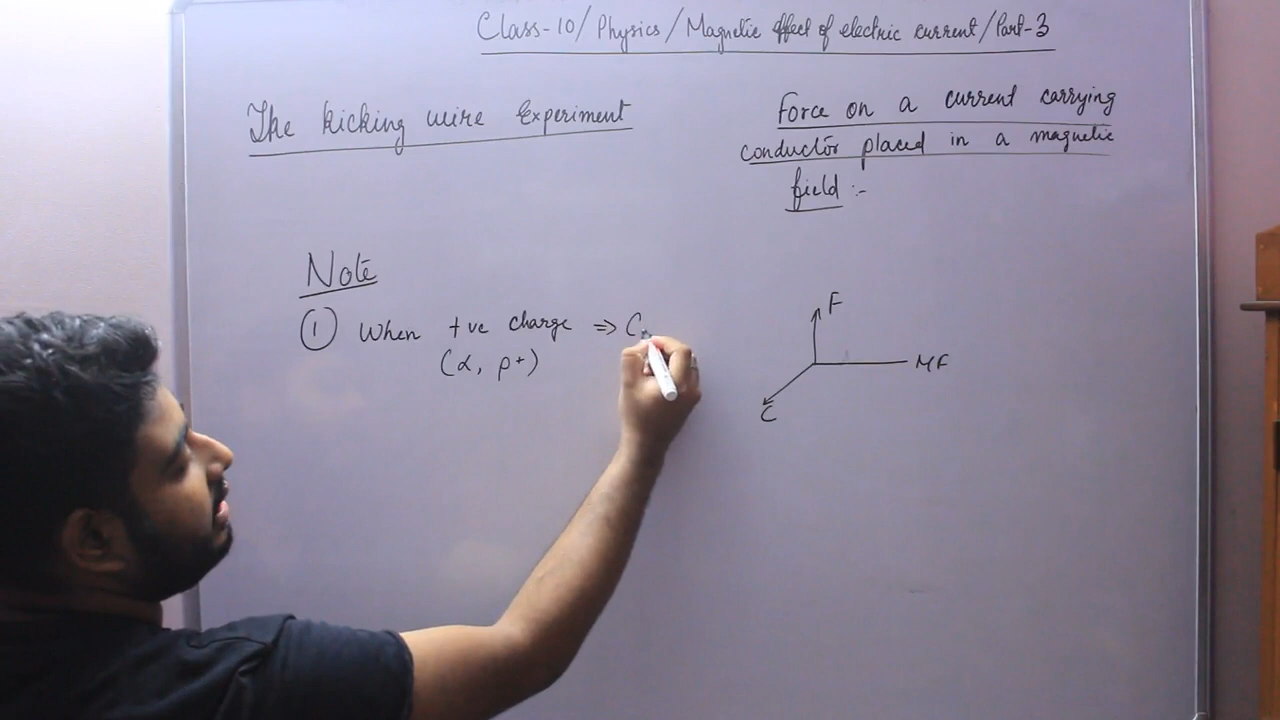 Class-10/Physics/Magnetic effect of electric current/Part-3
The kicking wire Experiment
Force on a current carrying
conductor placed in a magnetic
field :-
Note
① When +ve charge ⇒ C
(α, p+)
F
MF
C